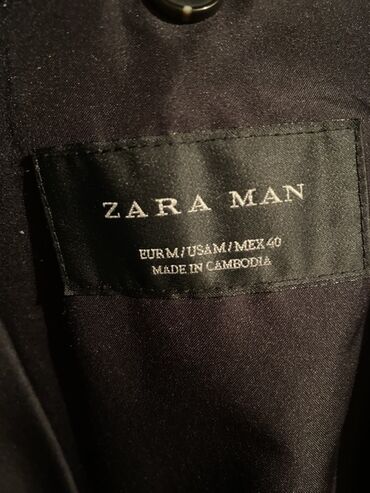 ZARA MAN
EUR M / USA M / MEX 40
MADE IN CAMBODIA